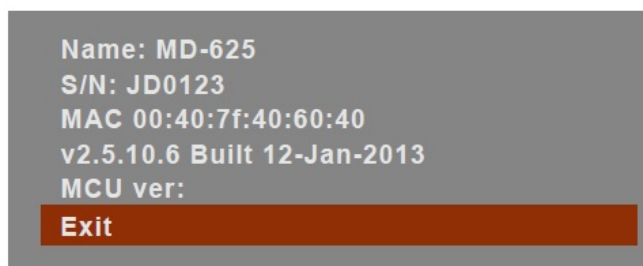 Name: MD-625
S/N: JD0123
MAC 00:40:7f:40:60:40
v2.5.10.6 Built 12-Jan-2013
MCU ver:
Exit